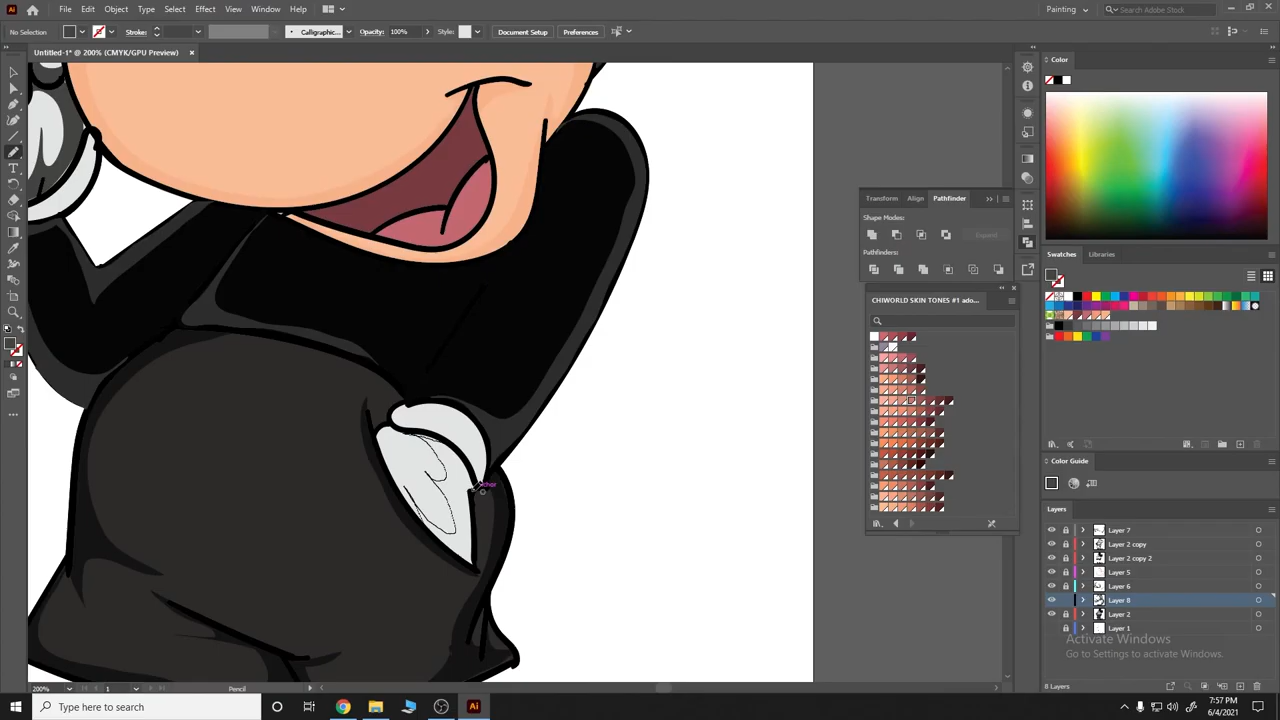 File Edit Object Type Select Effect View Window Help
Painting
Search Adobe Stock
No Selection
Stroke:
Calligraphic...
Opacity: 100%
Style:
Document Setup
Preferences
Untitled-1* @ 200% (CMYK/GPU Preview)
Color
Transform Align Pathfinder
Shape Modes:
Expand
Pathfinders:
Swatches Libraries
CHIWORLD SKIN TONES #1 ado...
Color Guide
Layers
Layer 7
Layer 2 copy
Layer 2 copy 2
Layer 5
Layer 6
Layer 8
Layer 2
Layer 1
Activate Windows
Go to Settings to activate Windows.
200%
1
Pencil
8 Layers
Type here to search
7:57 PM
6/4/2021